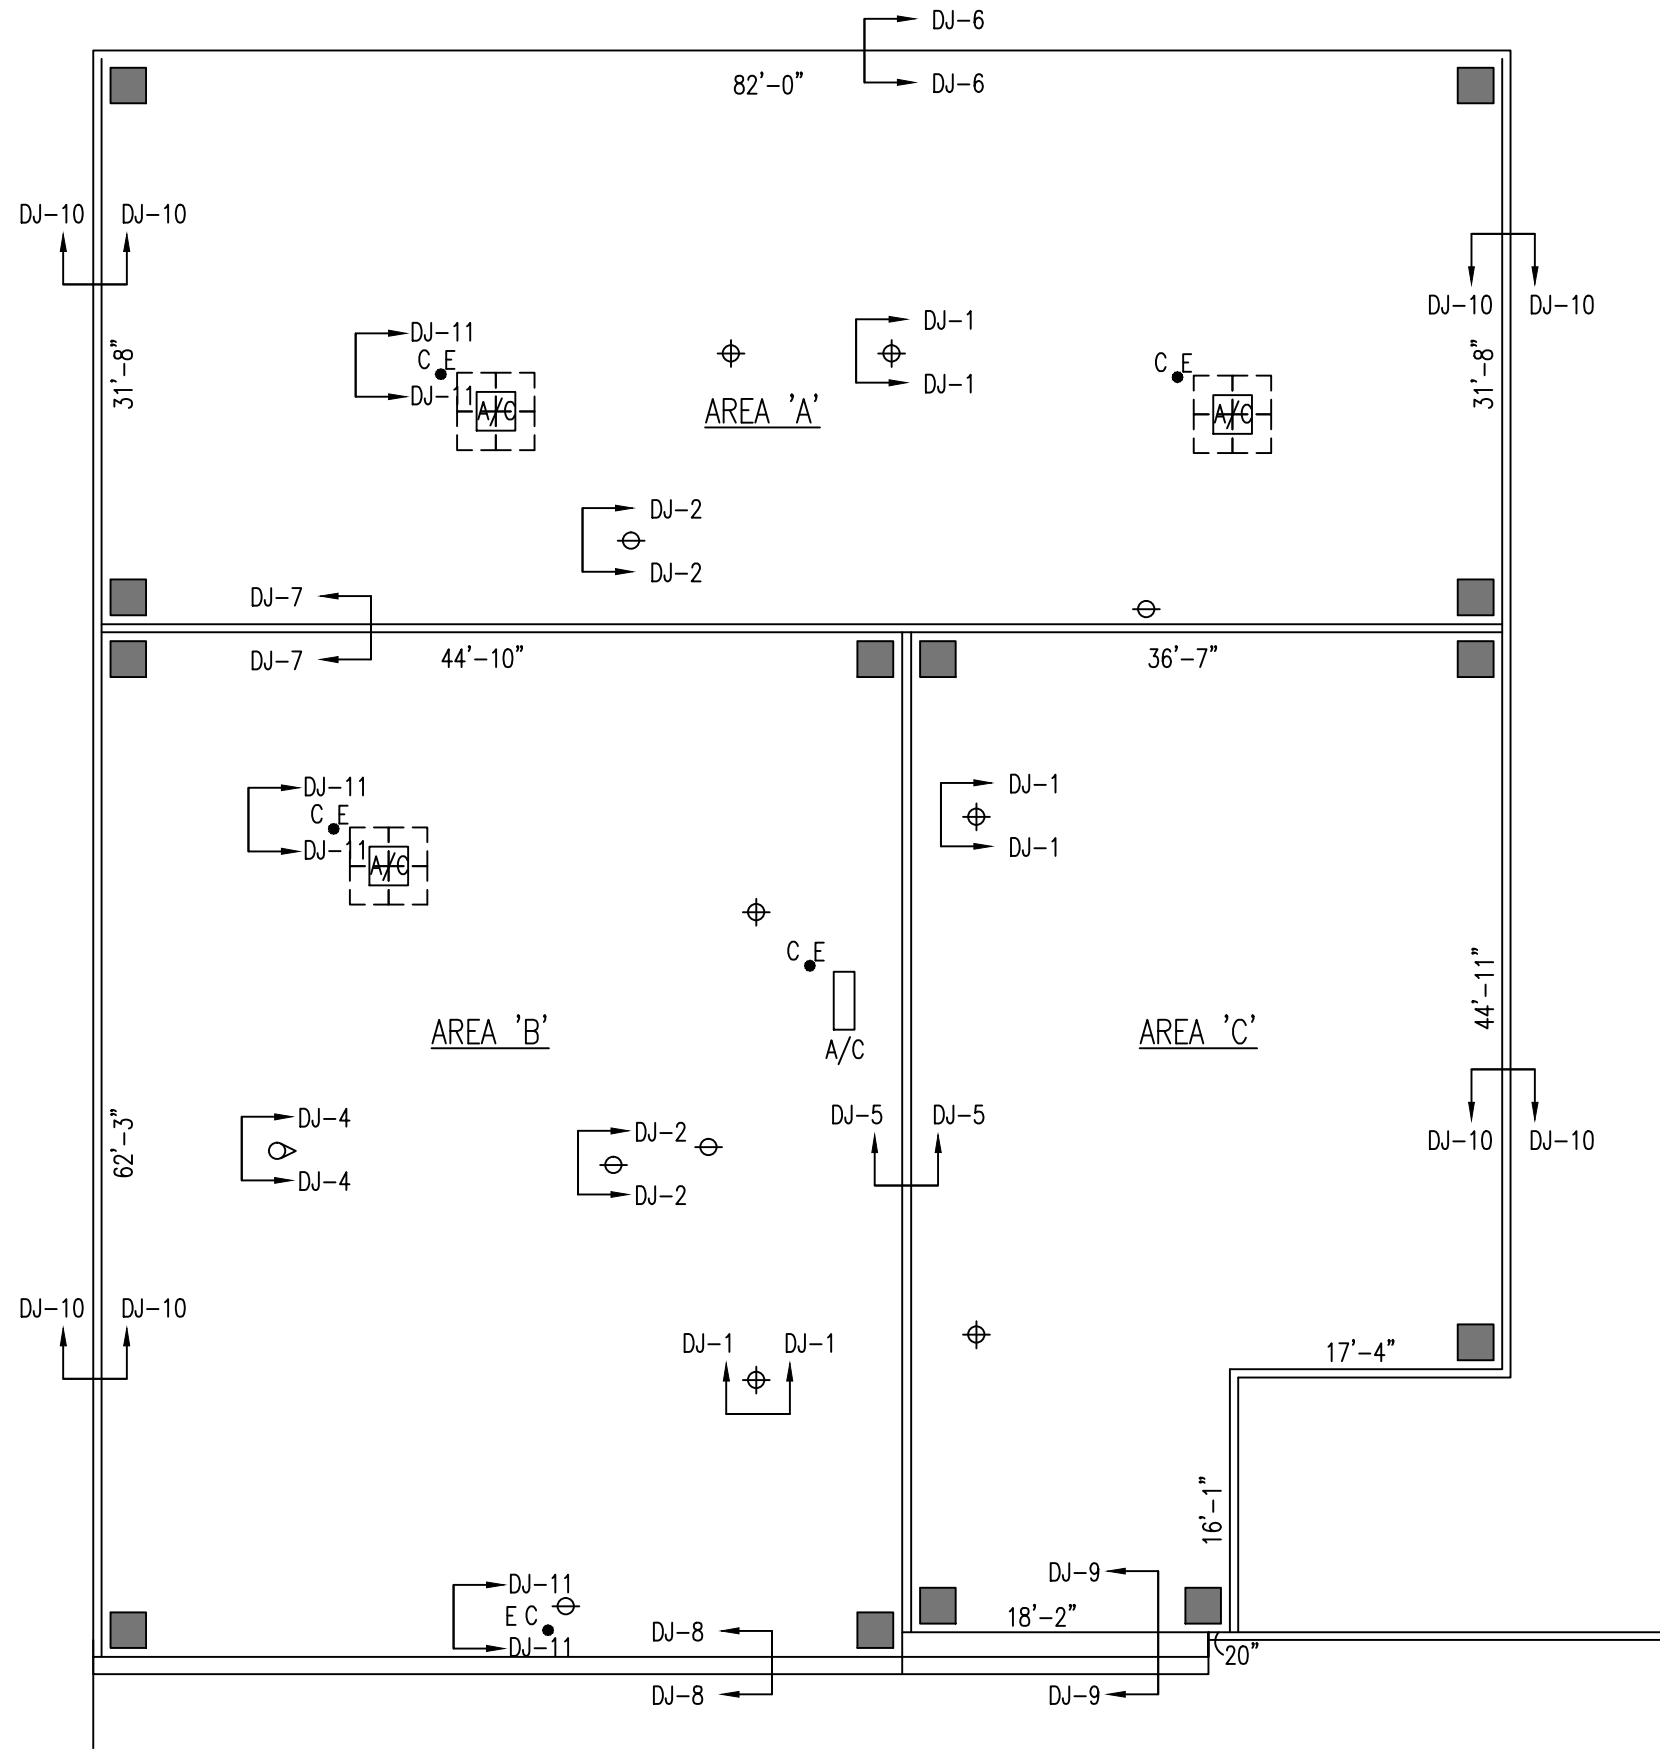 DJ-6
82'-0"
DJ-6
DJ-10 DJ-10
DJ-10 DJ-10
DJ-11
DJ-1
C E
C E
31'-8"
31'-8"
DJ-11
DJ-1
A/C
AREA 'A'
A/C
DJ-2
DJ-2
DJ-7
DJ-7
44'-10"
36'-7"
DJ-11
DJ-1
C E
DJ-11
DJ-1
A/C
C E
44'-11"
AREA 'B'
AREA 'C'
A/C
DJ-4
62'-3"
DJ-2
DJ-5 DJ-5
DJ-10 DJ-10
DJ-4
DJ-2
DJ-10 DJ-10
DJ-1 DJ-1
17'-4"
16'-1"
DJ-11
DJ-9
E C
18'-2"
DJ-8
DJ-11
20"
DJ-8
DJ-9